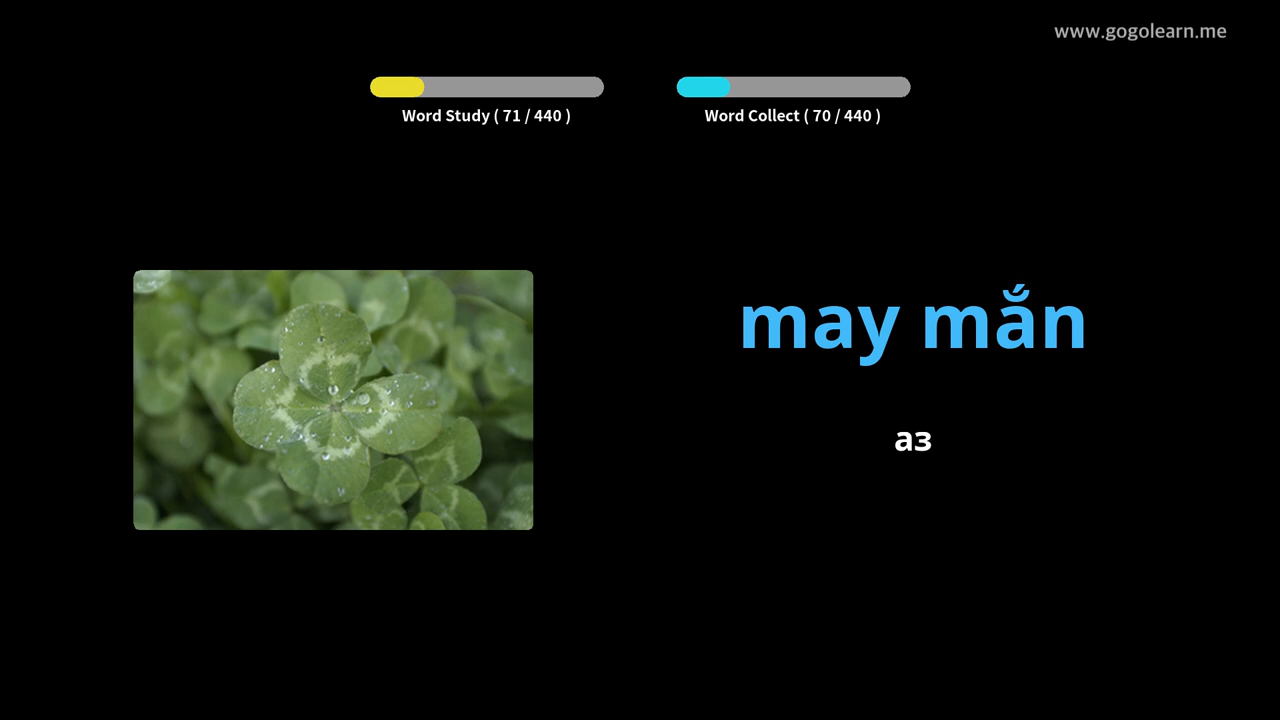 www.gogolearn.me
Word Study ( 71 / 440 )
Word Collect ( 70 / 440 )
may mắn
аз